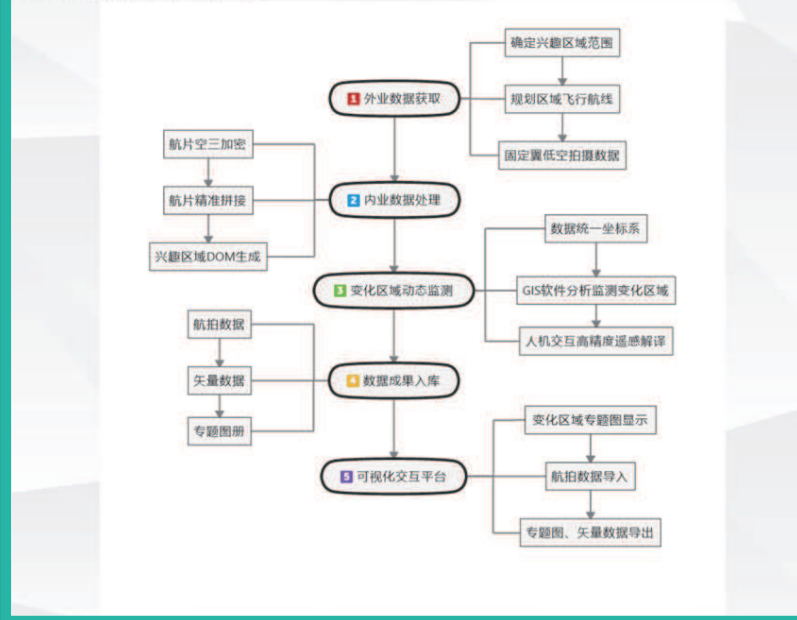 1 外业数据获取
确定兴趣区域范围
规划区域飞行航线
固定翼低空拍摄数据
2 内业数据处理
航片空三加密
航片精准拼接
兴趣区域DOM生成
3 变化区域动态监测
数据统一坐标系
GIS软件分析监测变化区域
人机交互高精度遥感解译
4 数据成果入库
航拍数据
矢量数据
专题图册
5 可视化交互平台
变化区域专题图显示
航拍数据导入
专题图、矢量数据导出